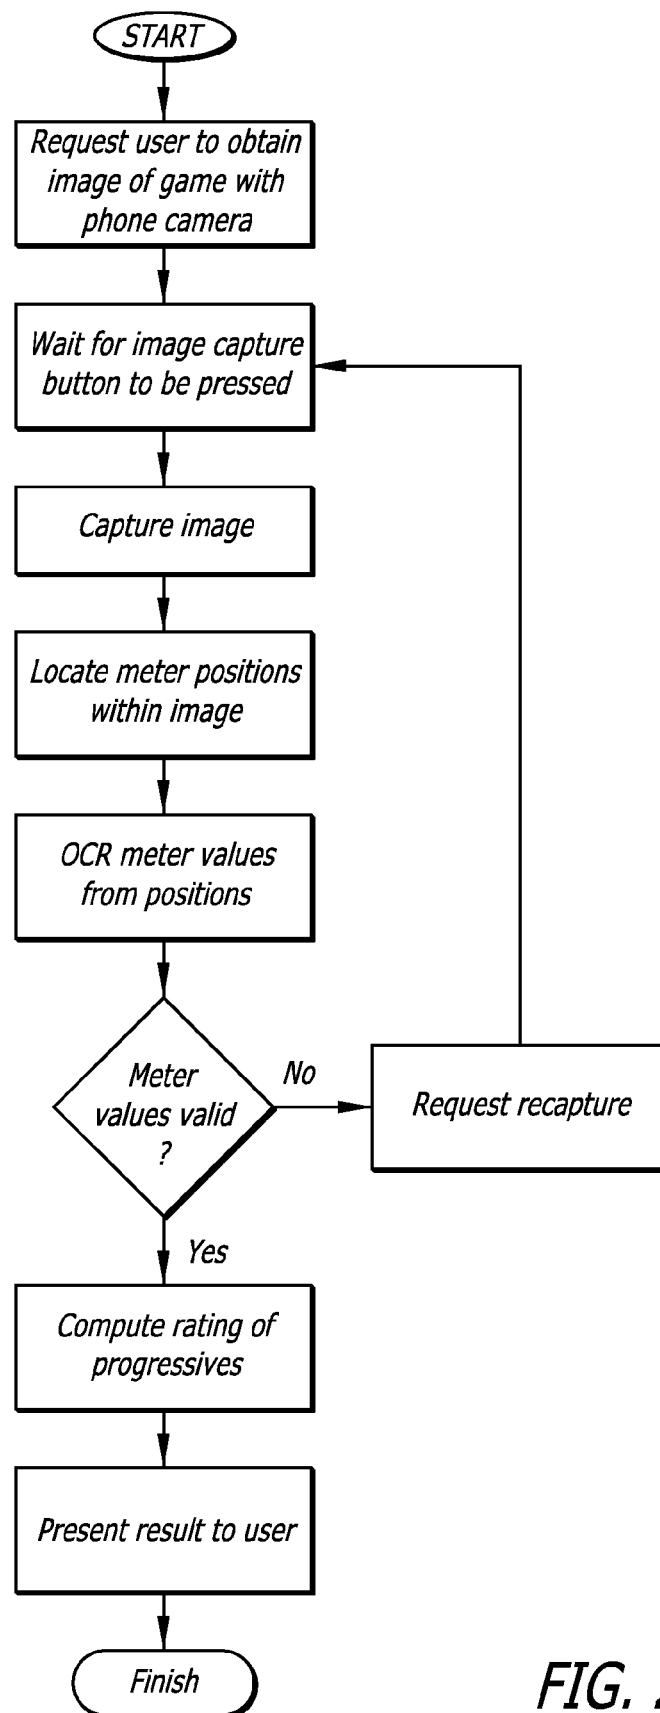 START
Request user to obtain
image of game with
phone camera
Wait for image capture
button to be pressed
Capture image
Locate meter positions
within image
OCR meter values
from positions
Meter
values valid
?
No
Request recapture
Yes
Compute rating of
progressives
Present result to user
Finish
FIG.